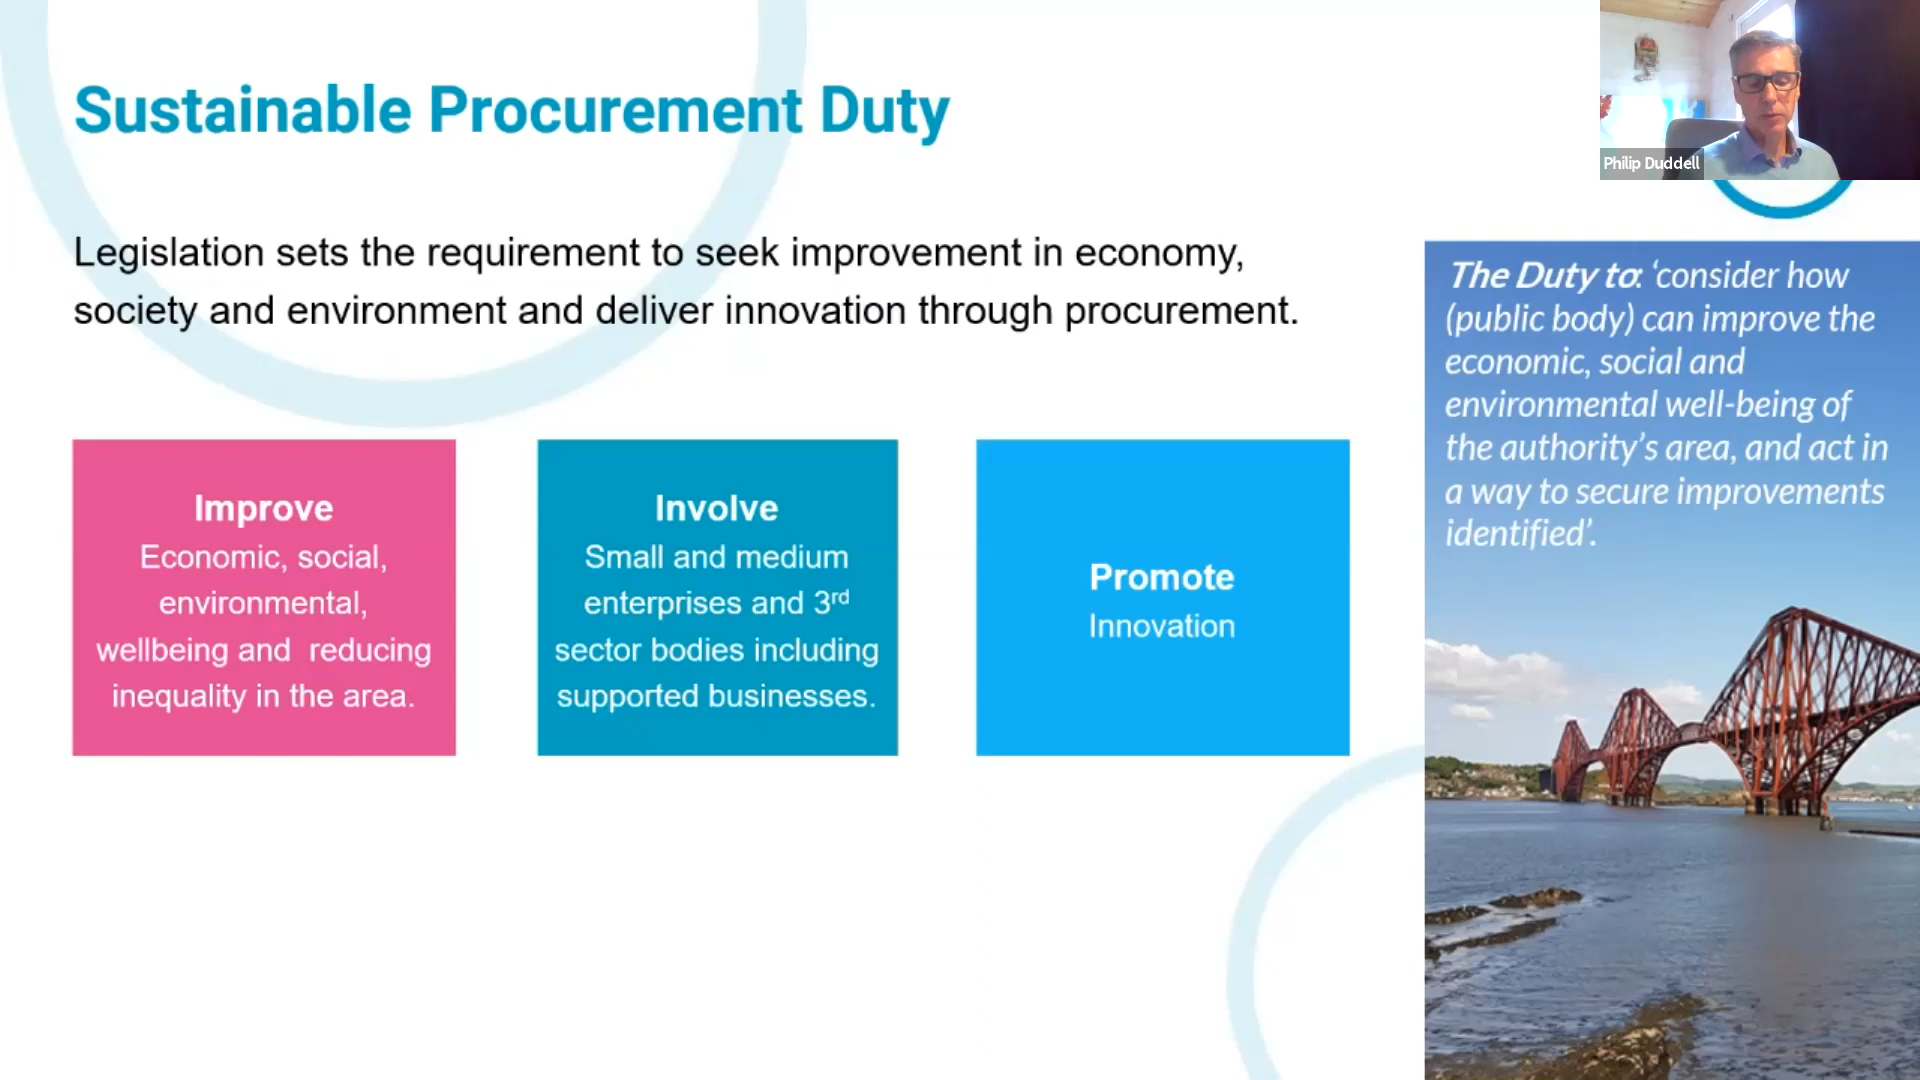 Sustainable Procurement Duty
Philip Duddell
Legislation sets the requirement to seek improvement in economy,
society and environment and deliver innovation through procurement.
Improve
Economic, social,
environmental,
wellbeing and  reducing
inequality in the area.
Involve
Small and medium
enterprises and 3rd
sector bodies including
supported businesses.
Promote
Innovation
The Duty to: ‘consider how
(public body) can improve the
economic, social and
environmental well-being of
the authority’s area, and act in
a way to secure improvements
identified’.